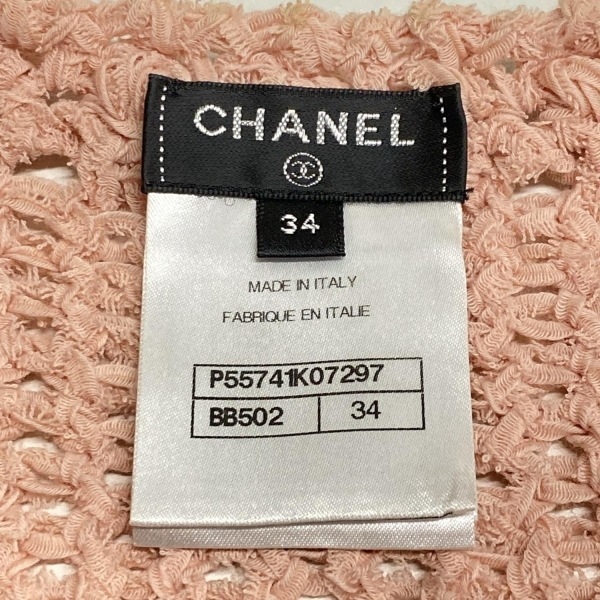 CHANEL
34
MADE IN ITALY
FABRIQUE EN ITALIE
P55741K07297
BB502 34